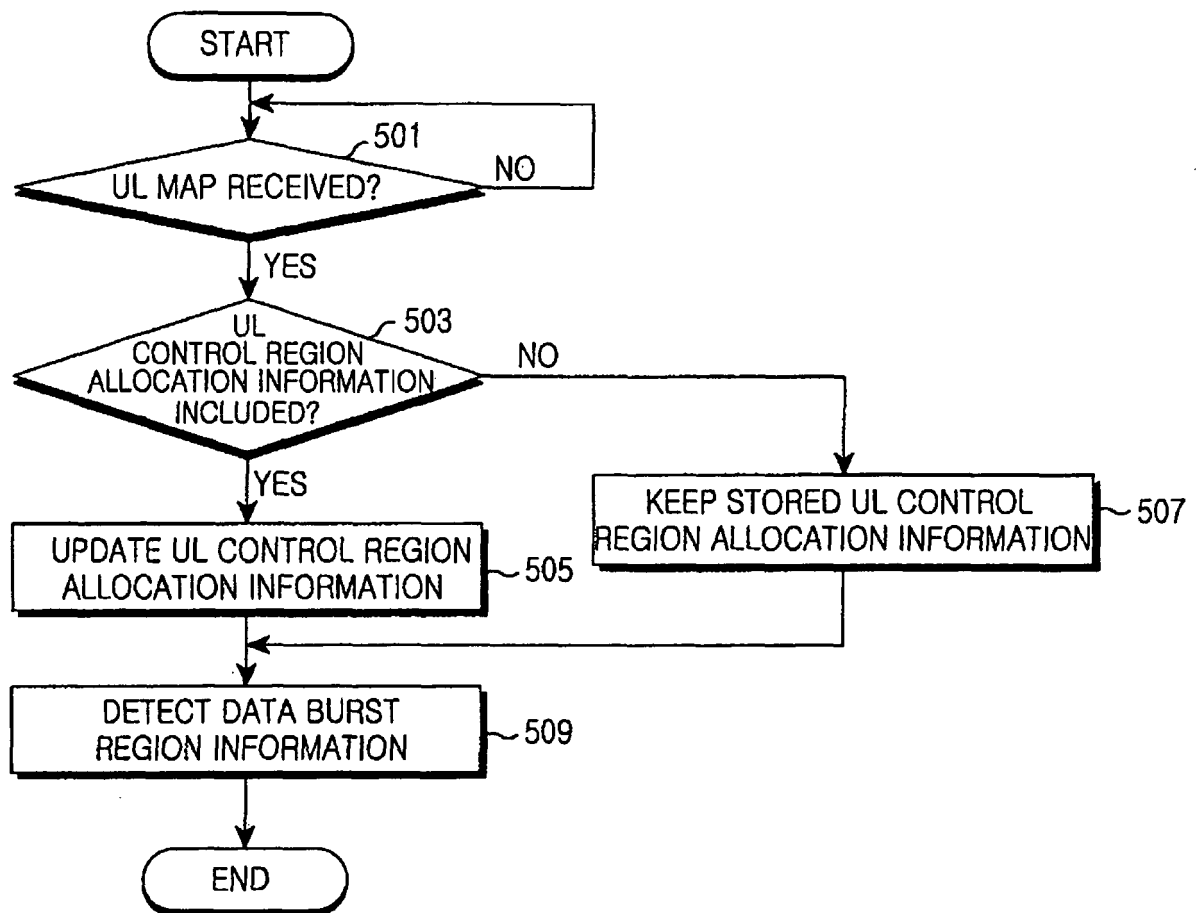 START
501
UL MAP RECEIVED?
NO
YES
503
UL
CONTROL REGION
ALLOCATION INFORMATION
INCLUDED?
NO
YES
KEEP STORED UL CONTROL
REGION ALLOCATION INFORMATION
507
UPDATE UL CONTROL REGION
ALLOCATION INFORMATION
505
DETECT DATA BURST
REGION INFORMATION
509
END